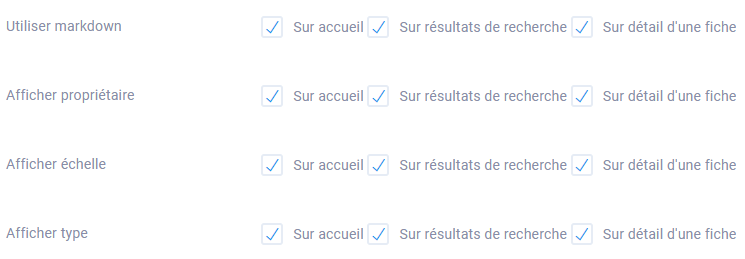 Utiliser markdown Sur accueil Sur résultats de recherche Sur détail d'une fiche
Afficher propriétaire Sur accueil Sur résultats de recherche Sur détail d'une fiche
Afficher échelle Sur accueil Sur résultats de recherche Sur détail d'une fiche
Afficher type Sur accueil Sur résultats de recherche Sur détail d'une fiche